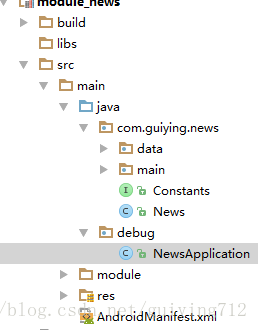 module_news
build
libs
src
main
java
com.guiying.news
data
main
Constants
News
debug
NewsApplication
module
res
AndroidManifest.xml